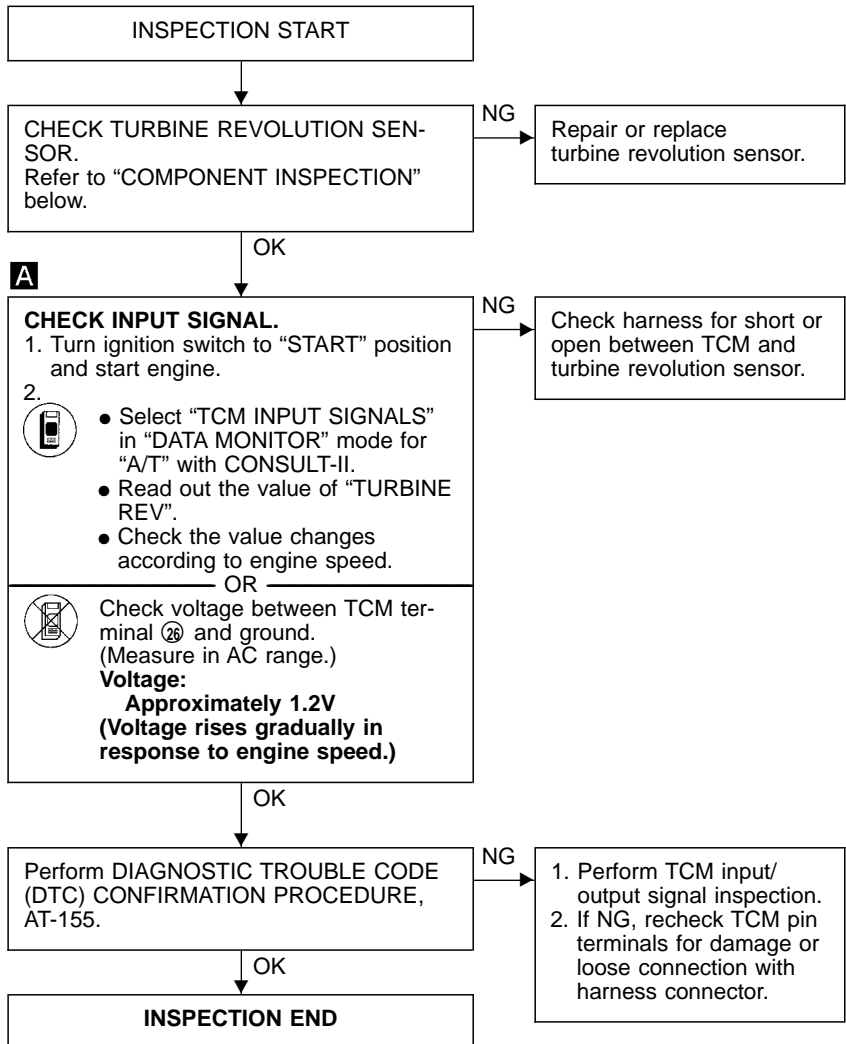 INSPECTION START
CHECK TURBINE REVOLUTION SEN-
SOR.
Refer to “COMPONENT INSPECTION”
below.
NG
Repair or replace
turbine revolution sensor.
OK
A
CHECK INPUT SIGNAL.
1. Turn ignition switch to “START” position
and start engine.
2.
● Select “TCM INPUT SIGNALS”
in “DATA MONITOR” mode for
“A/T” with CONSULT-II.
● Read out the value of “TURBINE
REV”.
● Check the value changes
according to engine speed.
OR
Check voltage between TCM ter-
minal ㉖ and ground.
(Measure in AC range.)
Voltage:
Approximately 1.2V
(Voltage rises gradually in
response to engine speed.)
NG
Check harness for short or
open between TCM and
turbine revolution sensor.
OK
Perform DIAGNOSTIC TROUBLE CODE
(DTC) CONFIRMATION PROCEDURE,
AT-155.
NG
1. Perform TCM input/
output signal inspection.
2. If NG, recheck TCM pin
terminals for damage or
loose connection with
harness connector.
OK
INSPECTION END